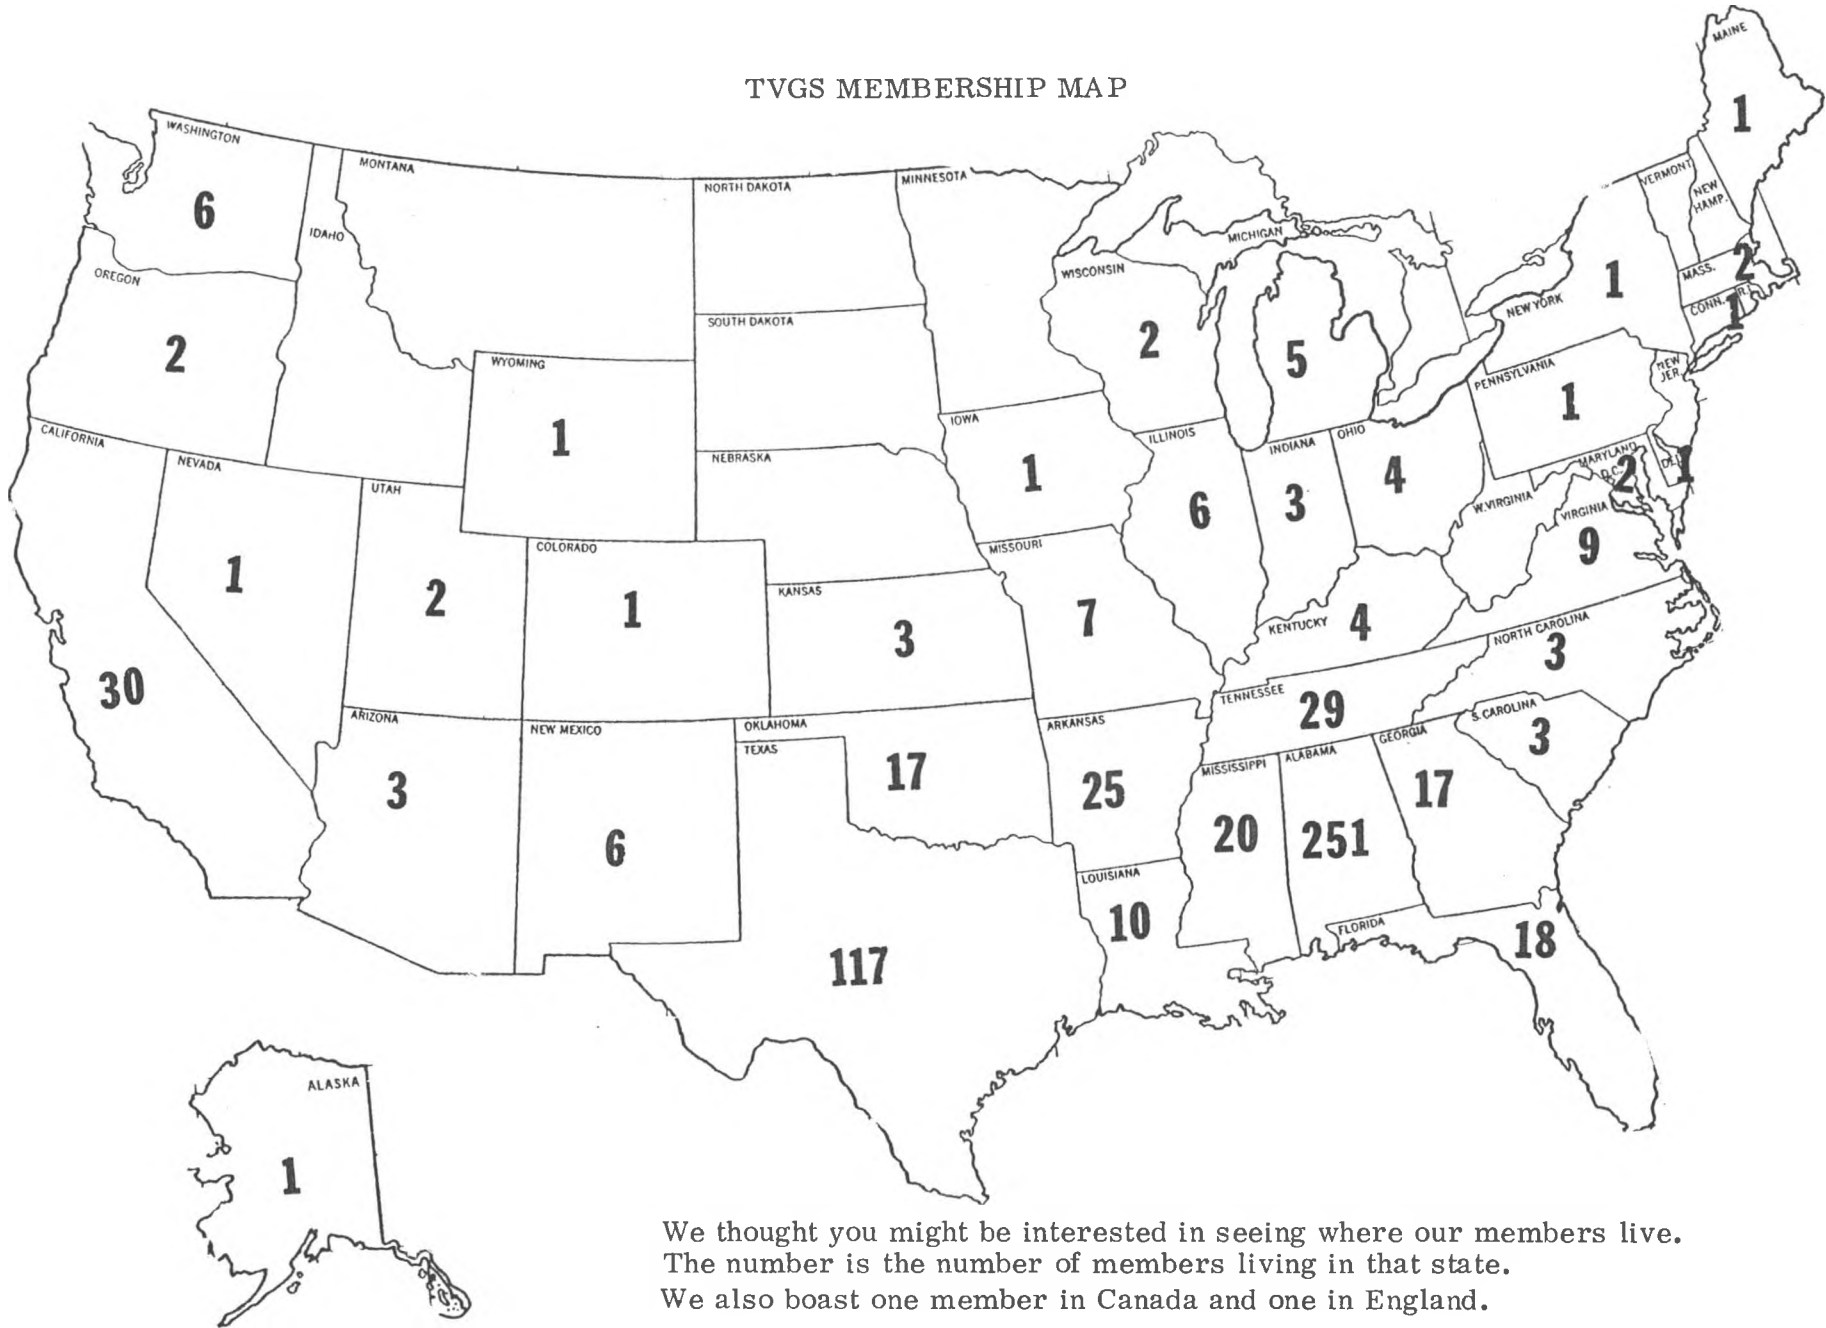 TVGS MEMBERSHIP MAP
MAINE
1
WASHINGTON
6
MONTANA
IDAHO
NORTH DAKOTA
MINNESOTA
VERMONT
NEW
HAMP.
MICHIGAN
5
WISCONSIN
2
OREGON
2
MASS.
2
CONN.
R.I.
1
NEW YORK
1
SOUTH DAKOTA
WYOMING
1
PENNSYLVANIA
1
NEW
JER.
CALIFORNIA
30
NEVADA
1
UTAH
2
NEBRASKA
IOWA
1
ILLINOIS
6
INDIANA
3
OHIO
4
MARYLAND
D.C.
2
DEL.
1
W.VIRGINIA
VIRGINIA
9
COLORADO
1
KANSAS
3
MISSOURI
7
KENTUCKY
4
NORTH CAROLINA
3
TENNESSEE
29
S. CAROLINA
3
ARIZONA
3
NEW MEXICO
6
OKLAHOMA
17
TEXAS
117
ARKANSAS
25
MISSISSIPPI
20
ALABAMA
251
GEORGIA
17
LOUISIANA
10
FLORIDA
18
ALASKA
1
We thought you might be interested in seeing where our members live.
The number is the number of members living in that state.
We also boast one member in Canada and one in England.